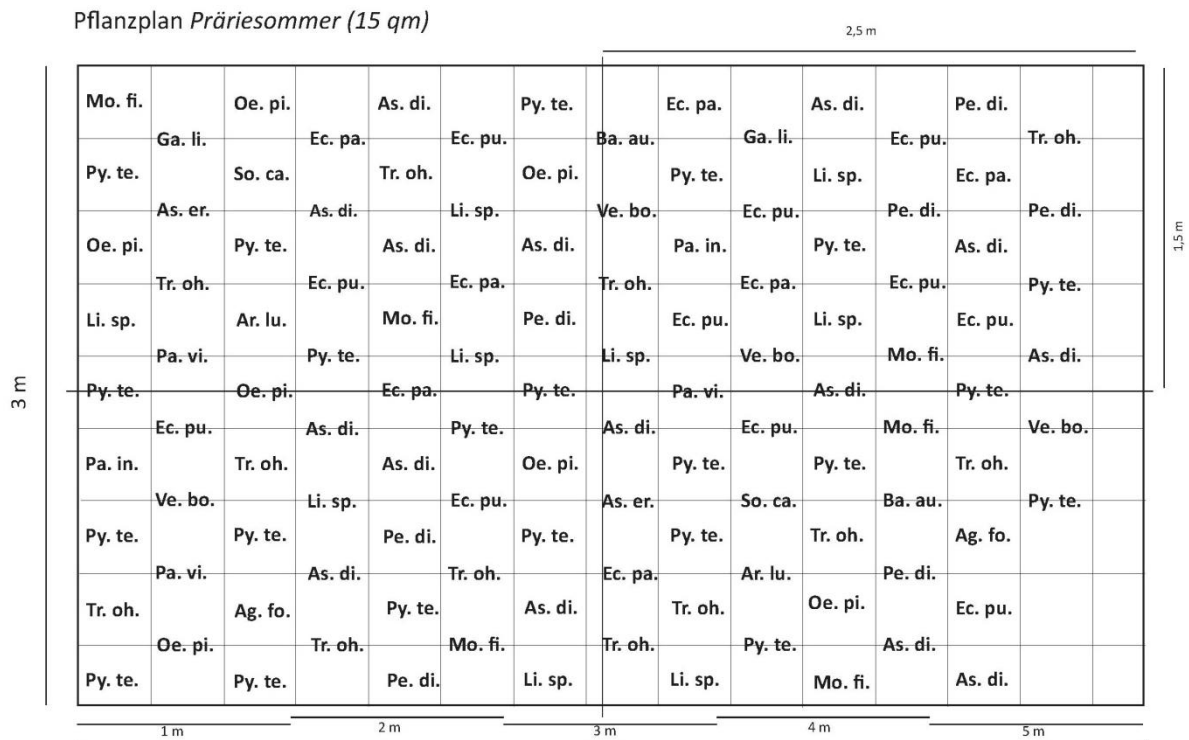 Pflanzplan Präriesommer (15 qm)
2,5 m
Mo. fi. Oe. pi. As. di. Py. te. Ec. pa. As. di. Pe. di.
Ga. li. Ec. pa. Ec. pu. Ba. au. Ga. li. Ec. pu. Tr. oh.
Py. te. So. ca. Tr. oh. Oe. pi. Py. te. Li. sp. Ec. pa.
As. er. As. di. Li. sp. Ve. bo. Ec. pu. Pe. di. Pe. di.
1,5 m
Oe. pi. Py. te. As. di. As. di. Pa. in. Py. te. As. di.
Tr. oh. Ec. pu. Ec. pa. Tr. oh. Ec. pa. Ec. pu. Py. te.
Li. sp. Ar. lu. Mo. fi. Pe. di. Ec. pu. Li. sp. Ec. pu.
Pa. vi. Py. te. Li. sp. Li. sp. Ve. bo. Mo. fi. As. di.
3 m
Py. te. Oe. pi. Ec. pa. Py. te. Pa. vi. As. di. Py. te.
Ec. pu. As. di. Py. te. As. di. Ec. pu. Mo. fi. Ve. bo.
Pa. in. Tr. oh. As. di. Oe. pi. Py. te. Py. te. Tr. oh.
Ve. bo. Li. sp. Ec. pu. As. er. So. ca. Ba. au. Py. te.
Py. te. Py. te. Pe. di. Py. te. Py. te. Tr. oh. Ag. fo.
Pa. vi. As. di. Tr. oh. Ec. pa. Ar. lu. Pe. di.
Tr. oh. Ag. fo. Py. te. As. di. Tr. oh. Oe. pi. Ec. pu.
Oe. pi. Tr. oh. Mo. fi. Tr. oh. Py. te. As. di.
Py. te. Py. te. Pe. di. Li. sp. Li. sp. Mo. fi. As. di.
1 m 2 m 3 m 4 m 5 m